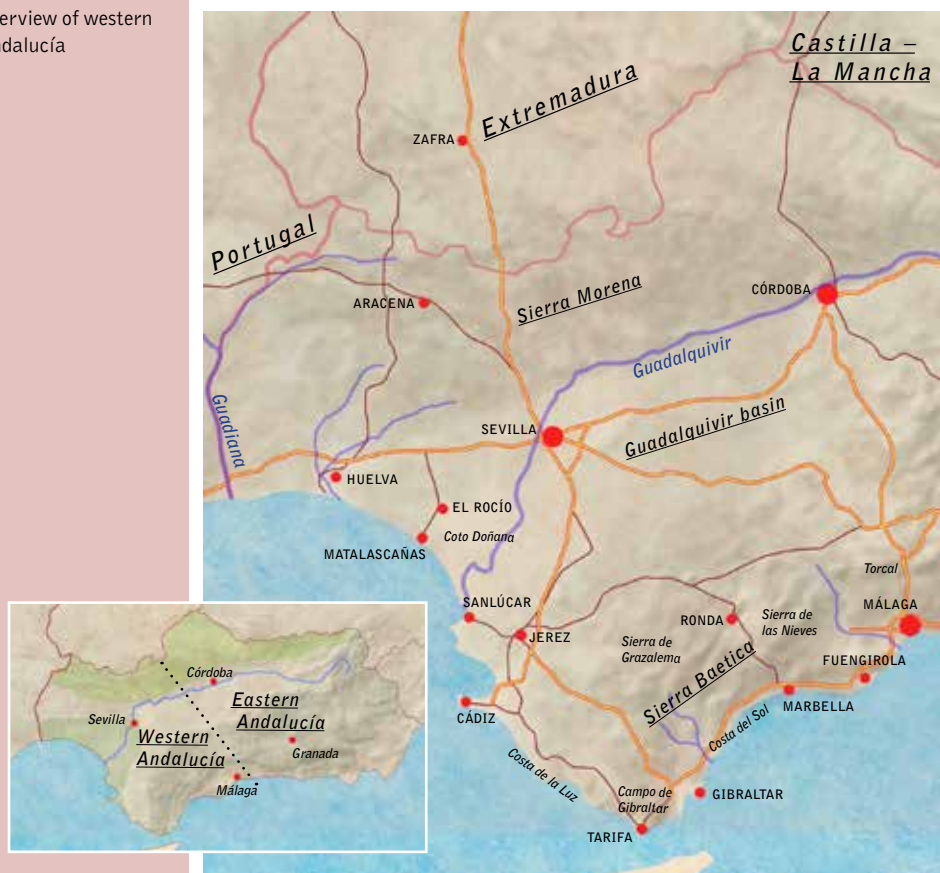 erview of western
ndalucía
Castilla –
La Mancha
Extremadura
ZAFRA
Portugal
Sierra Morena
CÓRDOBA
ARACENA
Guadalquivir
Guadiana
SEVILLA
Guadalquivir basin
HUELVA
EL ROCÍO
Coto Doñana
MATALASCAÑAS
Torcal
SANLÚCAR
RONDA
Sierra de
las Nieves
MÁLAGA
JEREZ
Sierra de
Grazalema
Sierra Baetica
FUENGIROLA
MARBELLA
CÁDIZ
Costa del Sol
Costa de la Luz
Campo de
Gibraltar
GIBRALTAR
TARIFA
Córdoba
Sevilla
Eastern
Andalucía
Western
Andalucía
Granada
Málaga